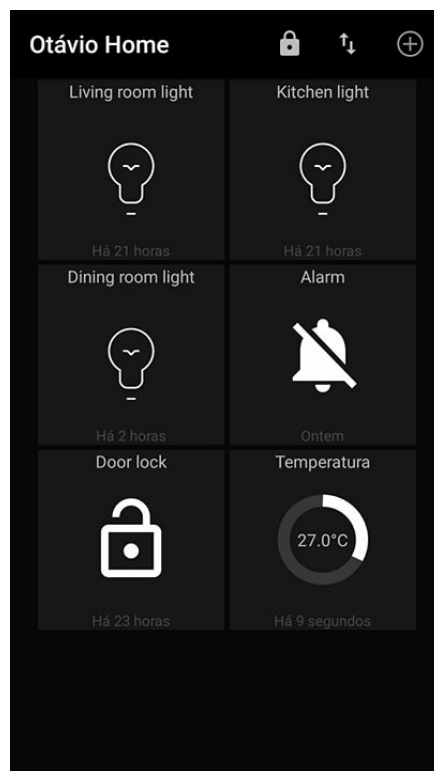 Otávio Home
Living room light
Kitchen light
Há 21 horas
Há 21 horas
Dining room light
Alarm
Há 2 horas
Ontem
Door lock
Temperatura
27.0°C
Há 23 horas
Há 9 segundos